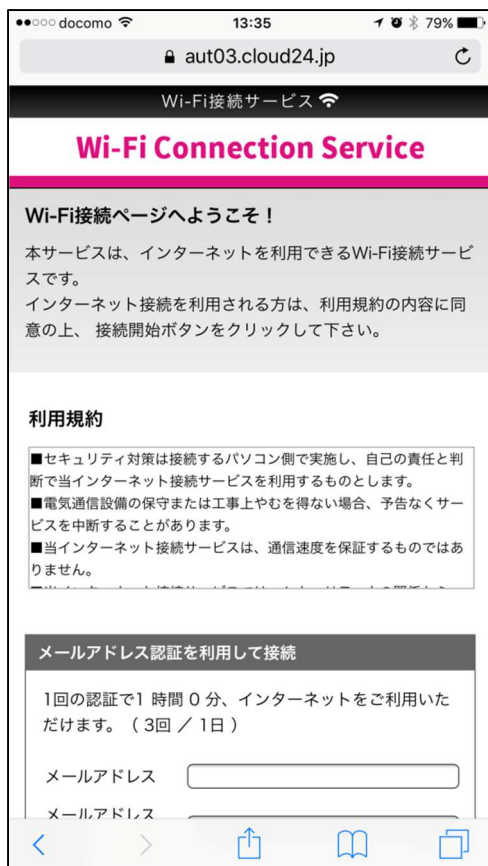 docomo 13:35 79%
aut03.cloud24.jp
Wi-Fi接続サービス
Wi-Fi Connection Service
Wi-Fi接続ページへようこそ！
本サービスは、インターネットを利用できるWi-Fi接続サービ
スです。
インターネット接続を利用される方は、利用規約の内容に同
意の上、 接続開始ボタンをクリックして下さい。
利用規約
■セキュリティ対策は接続するパソコン側で実施し、自己の責任と判
断で当インターネット接続サービスを利用するものとします。
■電気通信設備の保守または工事上やむを得ない場合、予告なくサー
ビスを中断することがあります。
■当インターネット接続サービスは、通信速度を保証するものではあ
りません。
メールアドレス認証を利用して接続
1回の認証で1 時間 0 分、インターネットをご利用いた
だけます。（ 3回 ／ 1日 ）
メールアドレス
メールアドレス